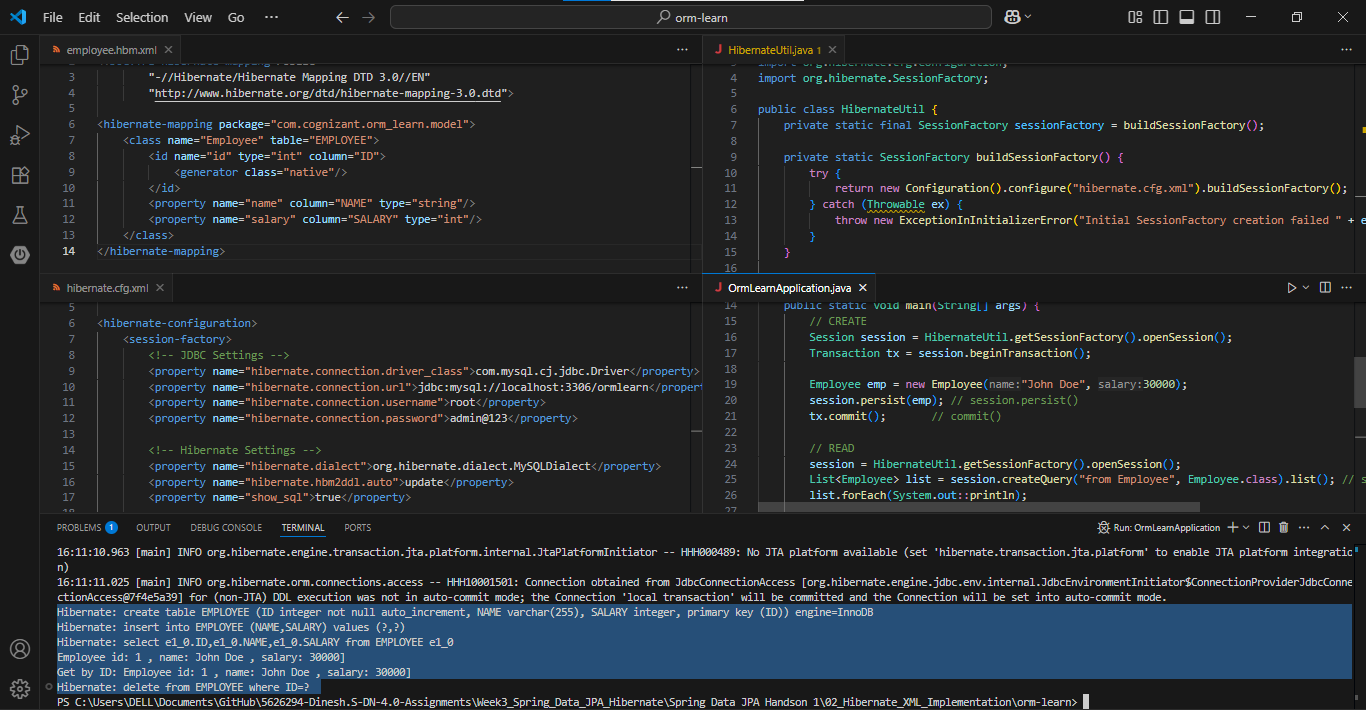 File Edit Selection View Go ··· orm-learn
employee.hbm.xml
3 "-//Hibernate/Hibernate Mapping DTD 3.0//EN"
4 "http://www.hibernate.org/dtd/hibernate-mapping-3.0.dtd">
5
6 <hibernate-mapping package="com.cognizant.orm_learn.model">
7 <class name="Employee" table="EMPLOYEE">
8 <id name="id" type="int" column="ID">
9 <generator class="native"/>
10 </id>
11 <property name="name" column="NAME" type="string"/>
12 <property name="salary" column="SALARY" type="int"/>
13 </class>
14 </hibernate-mapping>
HibernateUtil.java 1
import org.hibernate.cfg.Configuration;
4 import org.hibernate.SessionFactory;
5
6 public class HibernateUtil {
7 private static final SessionFactory sessionFactory = buildSessionFactory();
8
9 private static SessionFactory buildSessionFactory() {
10 try {
11 return new Configuration().configure("hibernate.cfg.xml").buildSessionFactory();
12 } catch (Throwable ex) {
13 throw new ExceptionInInitializerError("Initial SessionFactory creation failed " + e
14 }
15 }
16
hibernate.cfg.xml
5
6 <hibernate-configuration>
7 <session-factory>
8 <!-- JDBC Settings -->
9 <property name="hibernate.connection.driver_class">com.mysql.cj.jdbc.Driver</property>
10 <property name="hibernate.connection.url">jdbc:mysql://localhost:3306/ormlearn</proper
11 <property name="hibernate.connection.username">root</property>
12 <property name="hibernate.connection.password">admin@123</property>
13
14 <!-- Hibernate Settings -->
15 <property name="hibernate.dialect">org.hibernate.dialect.MySQLDialect</property>
16 <property name="hibernate.hbm2ddl.auto">update</property>
17 <property name="show_sql">true</property>
OrmLearnApplication.java
14 public static void main(String[] args) {
15 // CREATE
16 Session session = HibernateUtil.getSessionFactory().openSession();
17 Transaction tx = session.beginTransaction();
18
19 Employee emp = new Employee(name:"John Doe", salary:30000);
20 session.persist(emp); // session.persist()
21 tx.commit(); // commit()
22
23 // READ
24 session = HibernateUtil.getSessionFactory().openSession();
25 List<Employee> list = session.createQuery("from Employee", Employee.class).list(); // s
26 list.forEach(System.out::println);
27
PROBLEMS 1 OUTPUT DEBUG CONSOLE TERMINAL PORTS Run: OrmLearnApplication
16:11:10.963 [main] INFO org.hibernate.engine.transaction.jta.platform.internal.JtaPlatformInitiator -- HHH000489: No JTA platform available (set 'hibernate.transaction.jta.platform' to enable JTA platform integratio
n)
16:11:11.025 [main] INFO org.hibernate.orm.connections.access -- HHH10001501: Connection obtained from JdbcConnectionAccess [org.hibernate.engine.jdbc.env.internal.JdbcEnvironmentInitiator$ConnectionProviderJdbcConne
ctionAccess@7f4e5a39] for (non-JTA) DDL execution was not in auto-commit mode; the Connection 'local transaction' will be committed and the Connection will be set into auto-commit mode.
Hibernate: create table EMPLOYEE (ID integer not null auto_increment, NAME varchar(255), SALARY integer, primary key (ID)) engine=InnoDB
Hibernate: insert into EMPLOYEE (NAME,SALARY) values (?,?)
Hibernate: select e1_0.ID,e1_0.NAME,e1_0.SALARY from EMPLOYEE e1_0
Employee id: 1 , name: John Doe , salary: 30000]
Get by ID: Employee id: 1 , name: John Doe , salary: 30000]
Hibernate: delete from EMPLOYEE where ID=?
PS C:\Users\DELL\Documents\GitHub\5626294-Dinesh.S-DN-4.0-Assignments\Week3_Spring_Data_JPA_Hibernate\Spring Data JPA Handson 1\02_Hibernate_XML_Implementation\orm-learn>